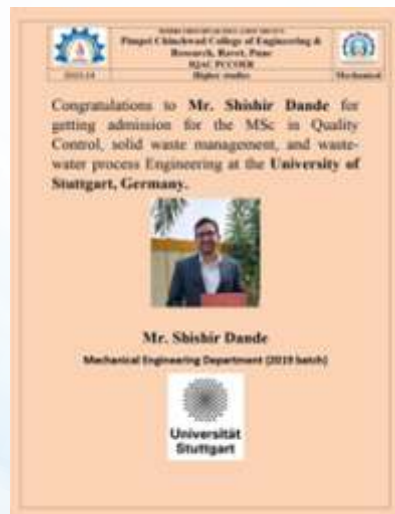 Pimpri Chinchwad College of Engineering &
Research, Ravet, Pune
IQAC PCCOER
Higher studies
Mechanical
Congratulations to Mr. Shishir Dande for
getting admission for the MSc in Quality
Control, solid waste management, and waste-
water process Engineering at the University of
Stuttgart, Germany.
Mr. Shishir Dande
Mechanical Engineering Department (2019 batch)
Universität
Stuttgart